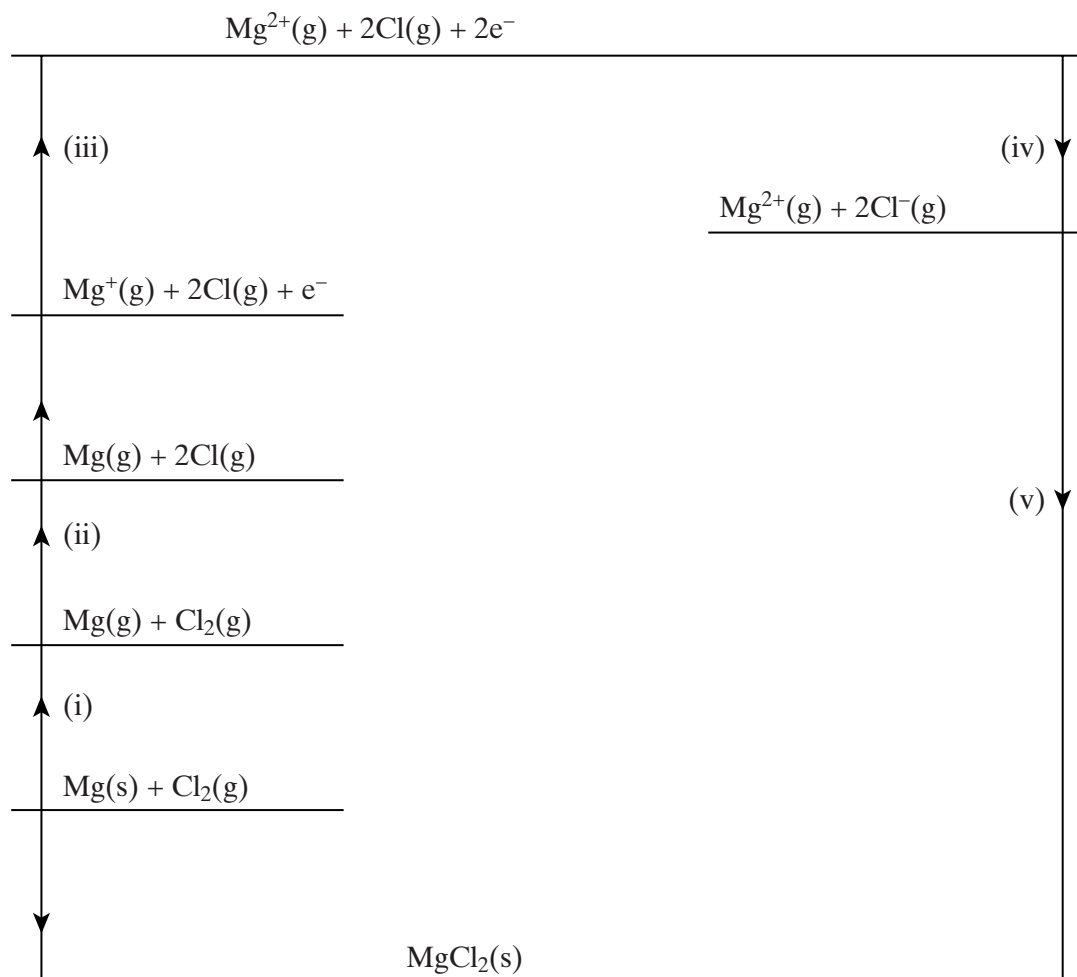 Mg²⁺(g) + 2Cl(g) + 2e⁻
(iii)
(iv)
Mg²⁺(g) + 2Cl⁻(g)
Mg⁺(g) + 2Cl(g) + e⁻
Mg(g) + 2Cl(g)
(v)
(ii)
Mg(g) + Cl₂(g)
(i)
Mg(s) + Cl₂(g)
MgCl₂(s)